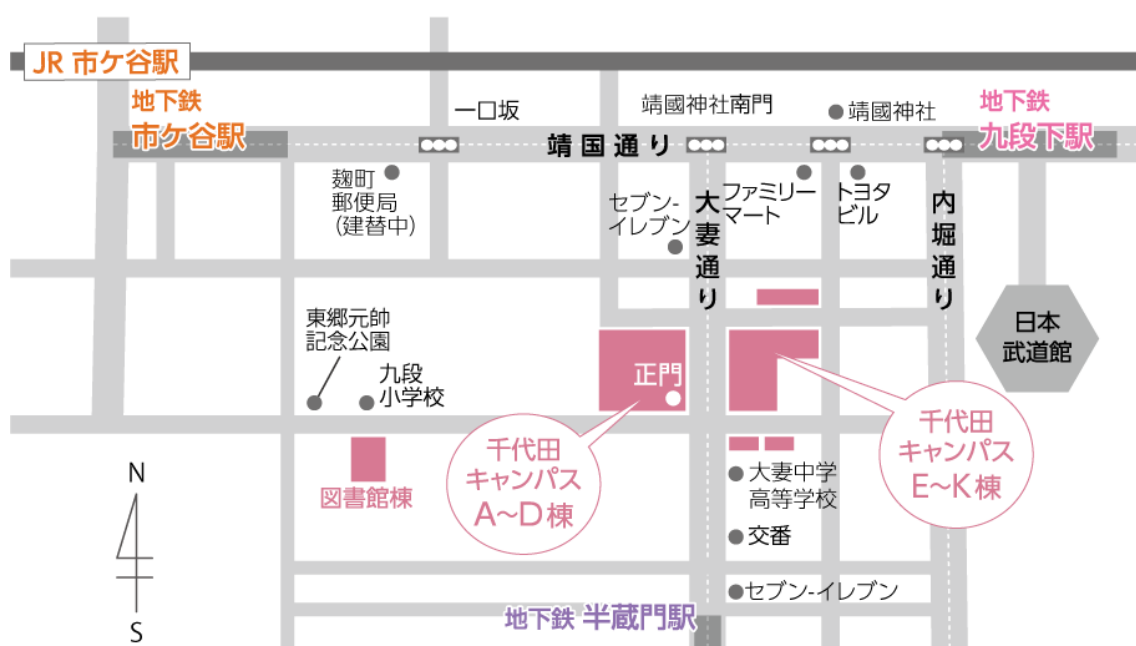 JR 市ケ谷駅
地下鉄
市ケ谷駅
一口坂
靖國神社南門
靖國神社
地下鉄
九段下駅
靖国通り
麹町
郵便局
(建替中)
セブン-
イレブン
大妻通り
ファミリー
マート
トヨタ
ビル
内堀通り
東郷元帥
記念公園
九段
小学校
正門
日本
武道館
千代田
キャンパス
A〜D棟
千代田
キャンパス
E〜K棟
図書館棟
大妻中学
高等学校
交番
セブン-イレブン
地下鉄 半蔵門駅
N
S